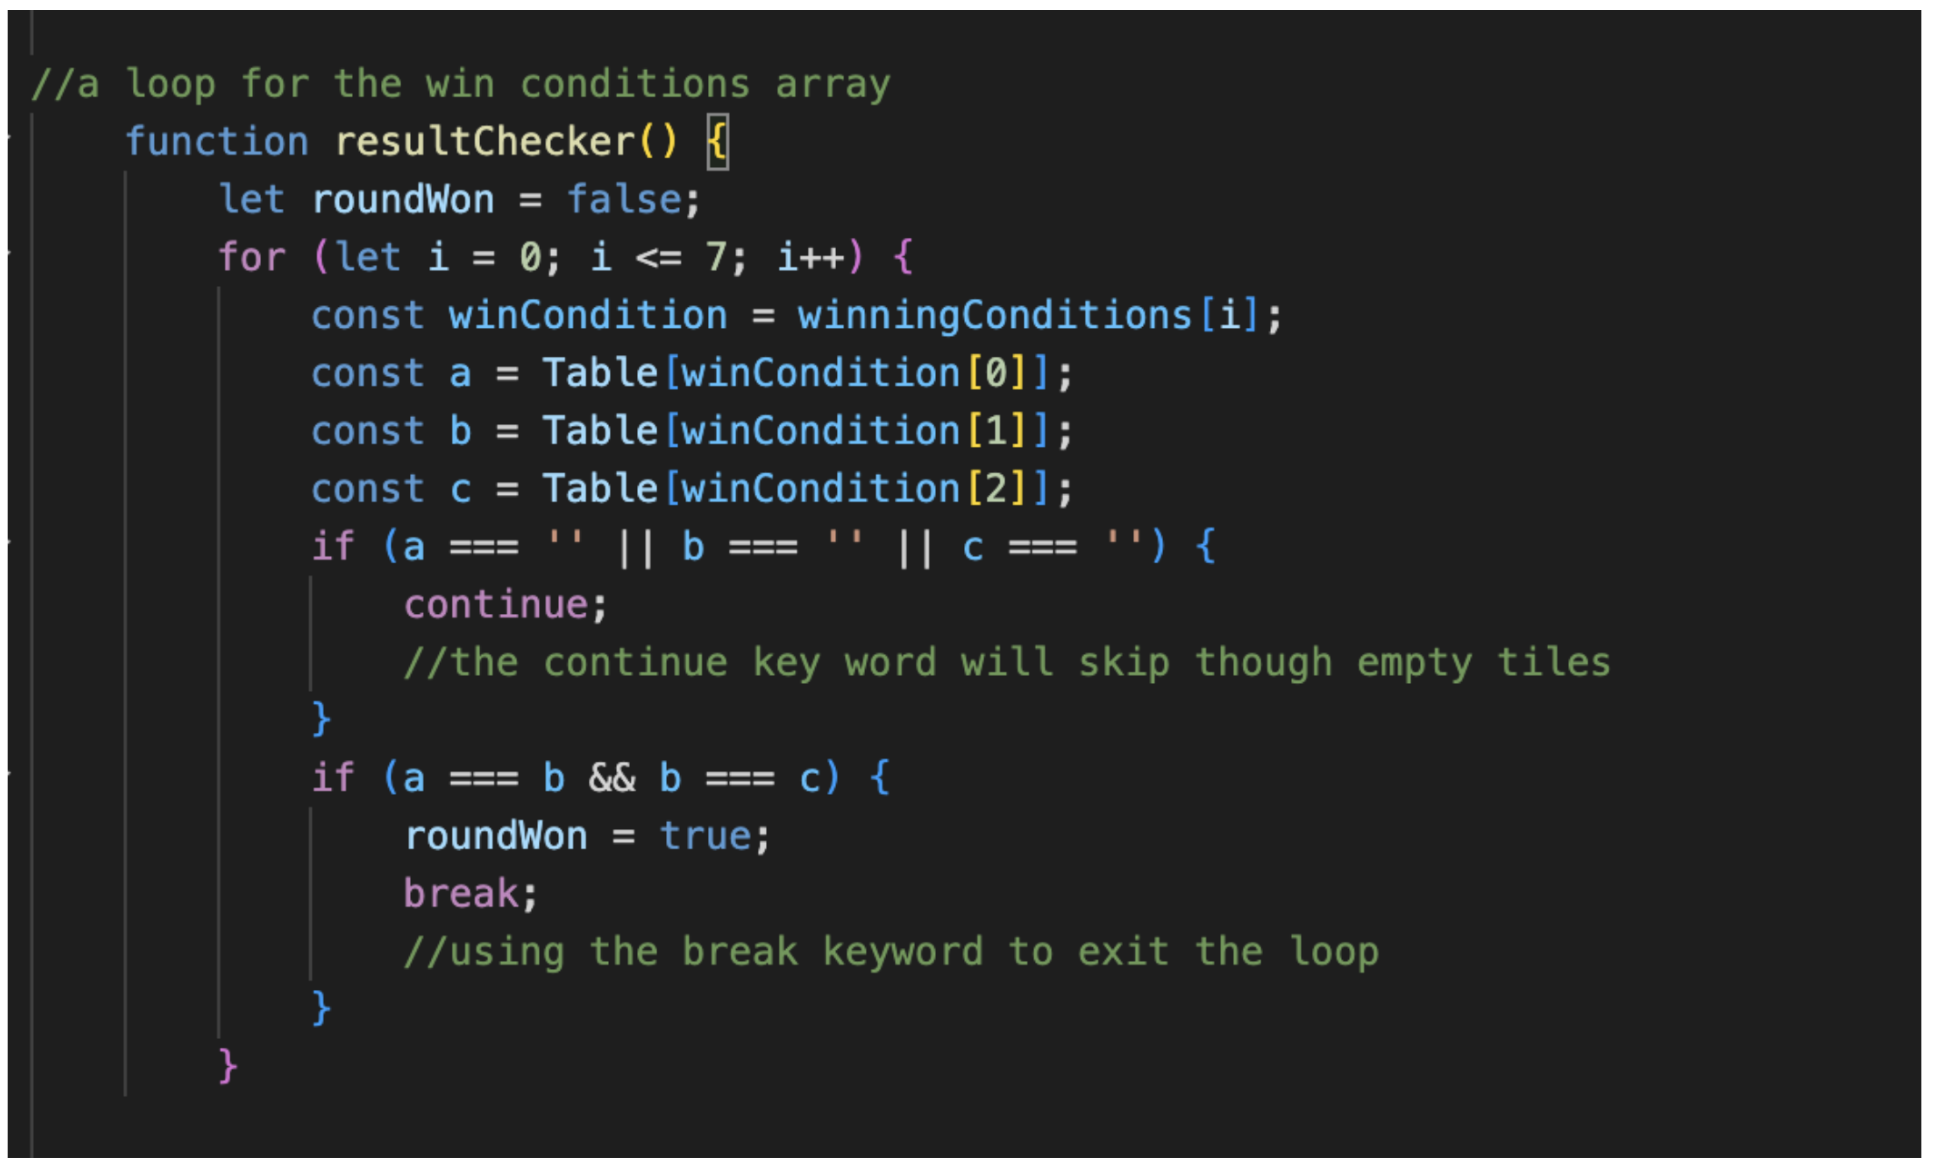 //a loop for the win conditions array
function resultChecker() {
let roundWon = false;
for (let i = 0; i <= 7; i++) {
const winCondition = winningConditions[i];
const a = Table[winCondition[0]];
const b = Table[winCondition[1]];
const c = Table[winCondition[2]];
if (a === '' || b === '' || c === '') {
continue;
//the continue key word will skip though empty tiles
}
if (a === b && b === c) {
roundWon = true;
break;
//using the break keyword to exit the loop
}
}